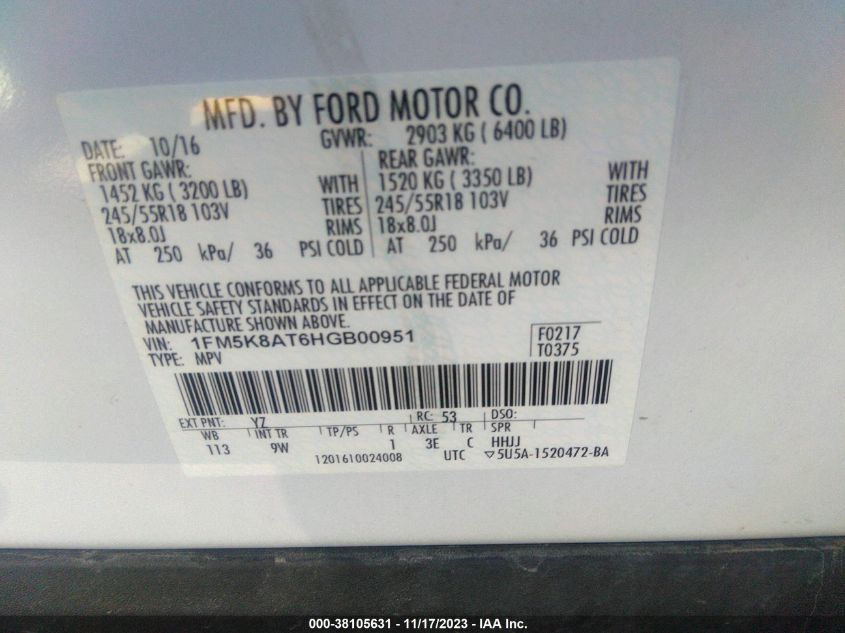 MFD. BY FORD MOTOR CO.
DATE: 10/16 GVWR: 2903 KG ( 6400 LB)
FRONT GAWR: REAR GAWR:
1452 KG ( 3200 LB) WITH 1520 KG ( 3350 LB) WITH
245/55R18 103V TIRES 245/55R18 103V TIRES
18x8.0J RIMS 18x8.0J RIMS
AT 250 kPa/ 36 PSI COLD AT 250 kPa/ 36 PSI COLD
THIS VEHICLE CONFORMS TO ALL APPLICABLE FEDERAL MOTOR
VEHICLE SAFETY STANDARDS IN EFFECT ON THE DATE OF
MANUFACTURE SHOWN ABOVE.
VIN: 1FM5K8AT6HGB00951 F0217
TYPE: MPV T0375
EXT PNT: YZ RC: 53 DSO:
WB INT TR TP/PS R AXLE TR SPR
113 9W 1 3E C HHJJ
1201610024008 UTC ▽5U5A-1520472-BA
000-38105631 - 11/17/2023 - IAA Inc.